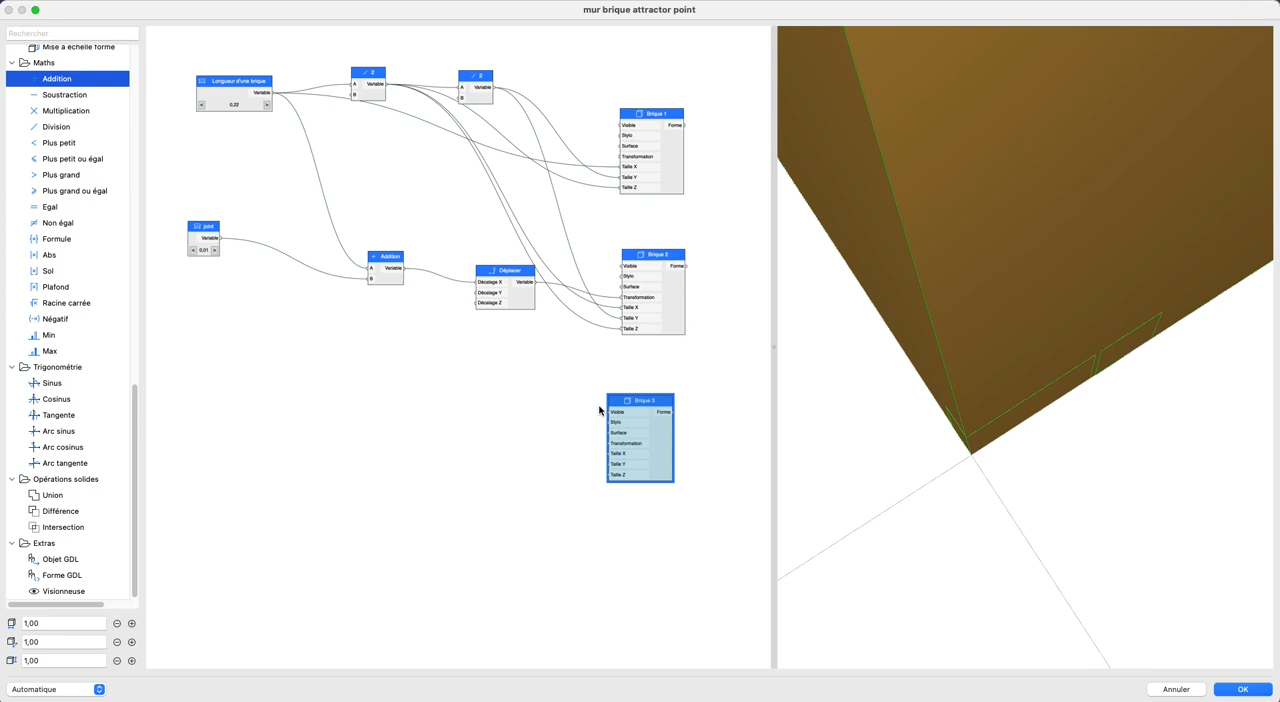 mur brique attractor point
Rechercher
Mise à échelle forme
Maths
Addition
Soustraction
Multiplication
Division
Plus petit
Plus petit ou égal
Plus grand
Plus grand ou égal
Egal
Non égal
Formule
Abs
Sol
Plafond
Racine carrée
Négatif
Min
Max
Trigonométrie
Sinus
Cosinus
Tangente
Arc sinus
Arc cosinus
Arc tangente
Opérations solides
Union
Différence
Intersection
Extras
Objet GDL
Forme GDL
Visionneuse
1,00
1,00
1,00
Automatique
Longueur d'une brique
Variable
< 0,22 >
/ 2
A Variable
B
/ 2
A Variable
B
Brique 1
Visible Forme
Stylo
Surface
Transformation
Taille X
Taille Y
Taille Z
joint
Variable
< 0,01 >
+ Addition
A Variable
B
Déplacer
Décalage X Variable
Décalage Y
Décalage Z
Brique 2
Visible Forme
Stylo
Surface
Transformation
Taille X
Taille Y
Taille Z
Brique 3
Visible Forme
Stylo
Surface
Transformation
Taille X
Taille Y
Taille Z
Annuler OK